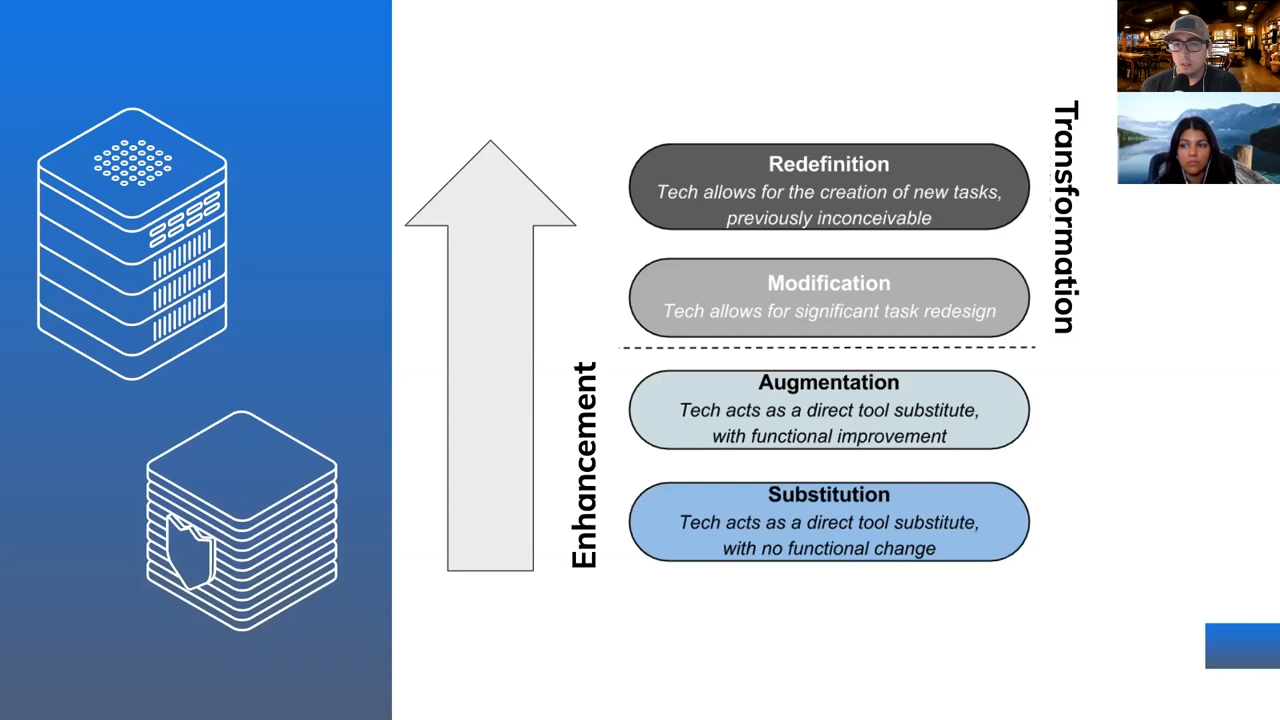 Transformation
Redefinition
Tech allows for the creation of new tasks,
previously inconceivable
Modification
Tech allows for significant task redesign
Enhancement
Augmentation
Tech acts as a direct tool substitute,
with functional improvement
Substitution
Tech acts as a direct tool substitute,
with no functional change